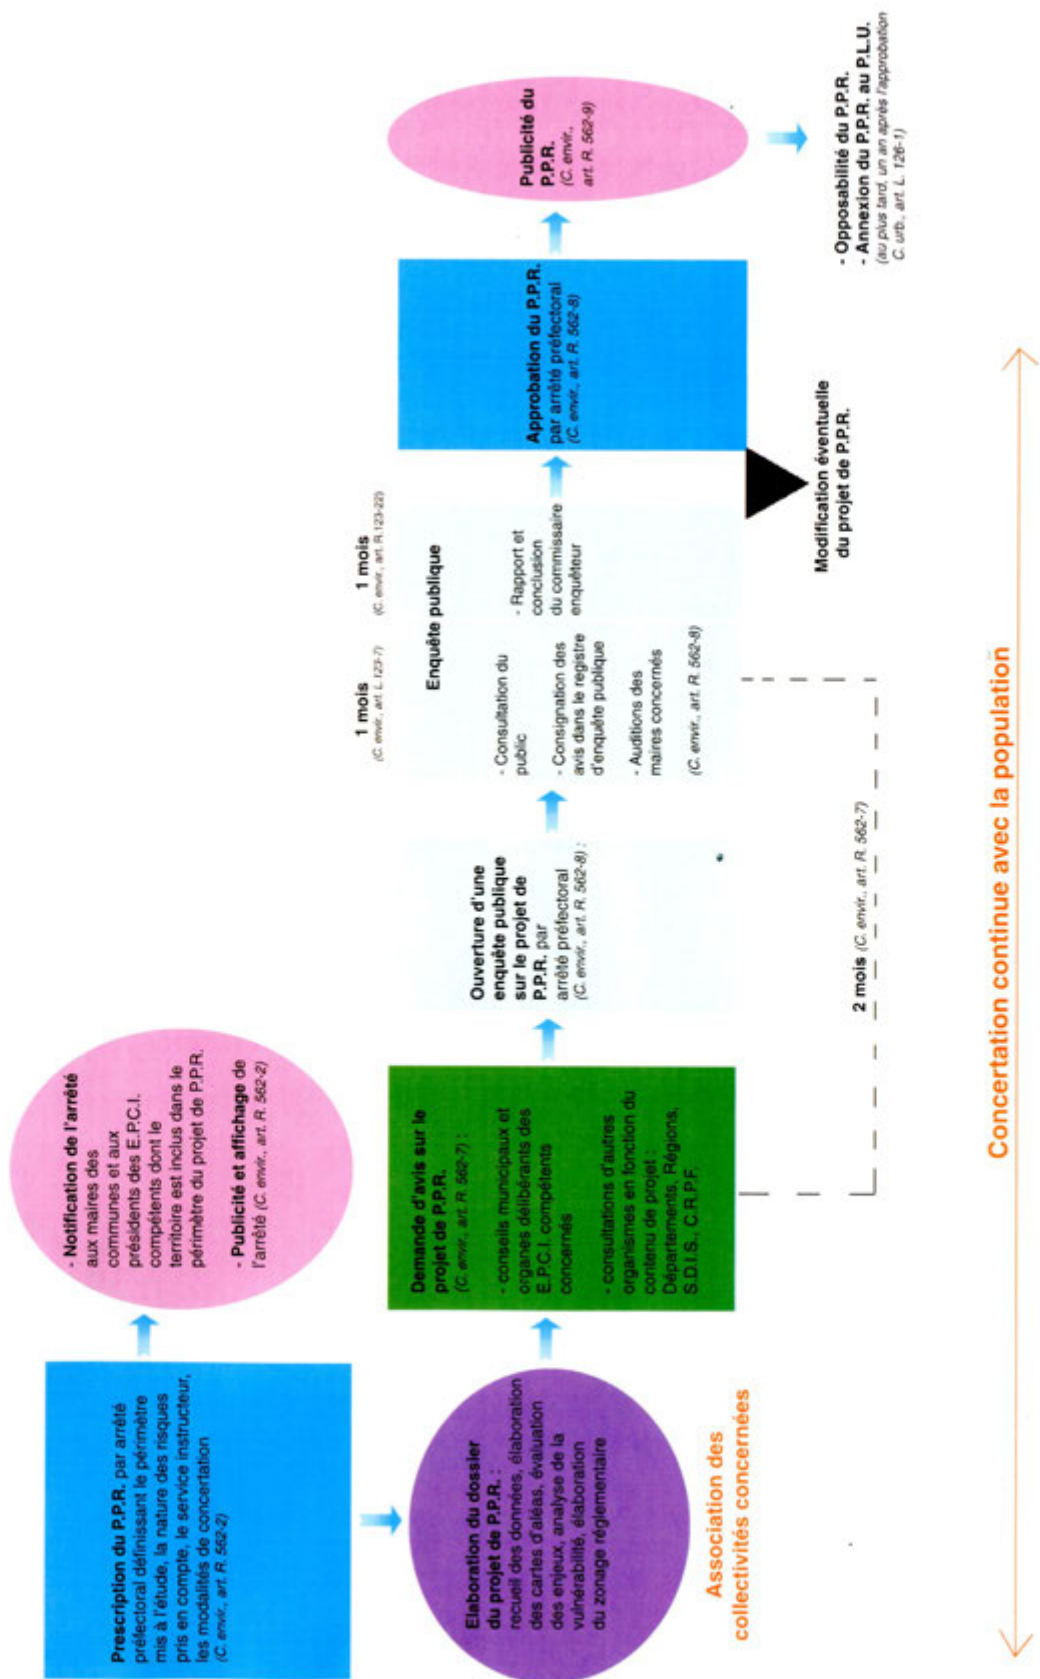 Prescription du P.P.R. par arrêté
préfectoral définissant le périmètre
mis à l'étude, la nature des risques
pris en compte, le service instructeur,
les modalités de concertation
(C. envir., art. R. 562-2)
- Notification de l'arrêté
aux maires des
communes et aux
présidents des E.P.C.I.
compétents dont le
territoire est inclus dans le
périmètre du projet de P.P.R.
- Publicité et affichage de
l'arrêté (C. envir., art. R. 562-2)
Elaboration du dossier
du projet de P.P.R. :
recueil des données, élaboration
des cartes d'aléas, évaluation
des enjeux, analyse de la
vulnérabilité, élaboration
du zonage réglementaire
Association des
collectivités concernées
Demande d'avis sur le
projet de P.P.R.
(C. envir., art. R. 562-7) :
- conseils municipaux et
organes délibérants des
E.P.C.I. compétents
concernés
- consultations d'autres
organismes en fonction du
contenu de projet :
Départements, Régions,
S.D.I.S., C.R.P.F.
Ouverture d'une
enquête publique
sur le projet de
P.P.R. par
arrêté préfectoral
(C. envir., art. R. 562-8) :
1 mois
(C. envir., art. L. 123-7)
1 mois
(C. envir., art. R. 123-22)
Enquête publique
- Consultation du
public
- Consignation des
avis dans le registre
d'enquête publique
- Auditions des
maires concernés
(C. envir., art. R. 562-8)
- Rapport et
conclusion
du commissaire
enquêteur
2 mois (C. envir., art. R. 562-7)
Approbation du P.P.R.
par arrêté préfectoral
(C. envir., art. R. 562-8)
Modification éventuelle
du projet de P.P.R.
Publicité du
P.P.R.
(C. envir.,
art. R. 562-9)
- Opposabilité du P.P.R.
- Annexion du P.P.R. au P.L.U.
(au plus tard, un an après l'approbation
C. urb., art. L. 126-1)
Concertation continue avec la population